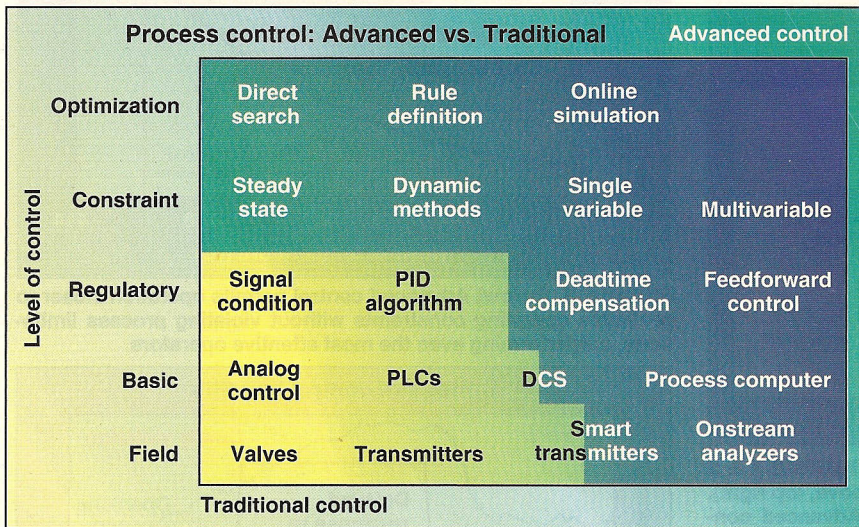 Process control: Advanced vs. Traditional
Advanced control
Level of control
Optimization
Direct
search
Rule
definition
Online
simulation
Constraint
Steady
state
Dynamic
methods
Single
variable
Multivariable
Regulatory
Signal
condition
PID
algorithm
Deadtime
compensation
Feedforward
control
Basic
Analog
control
PLCs
DCS
Process computer
Field
Valves
Transmitters
Smart
transmitters
Onstream
analyzers
Traditional control